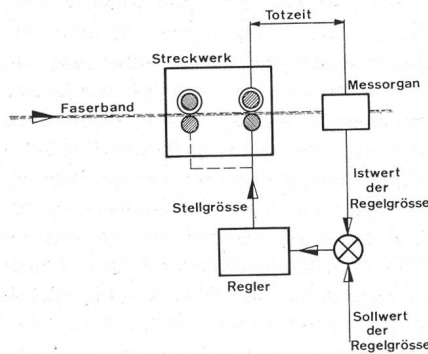 Totzeit
Streckwerk
Messorgan
Faserband
Istwert
der
Regelgrösse
Stellgrösse
Regler
Sollwert
der
Regelgrösse